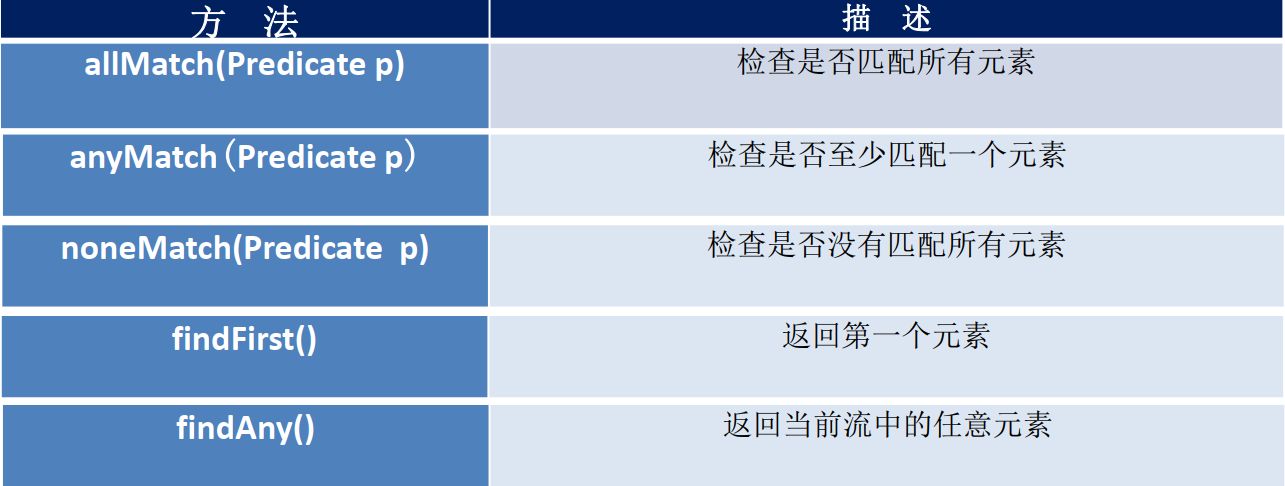 方 法 描 述
allMatch(Predicate p) 检查是否匹配所有元素
anyMatch（Predicate p） 检查是否至少匹配一个元素
noneMatch(Predicate p) 检查是否没有匹配所有元素
findFirst() 返回第一个元素
findAny() 返回当前流中的任意元素